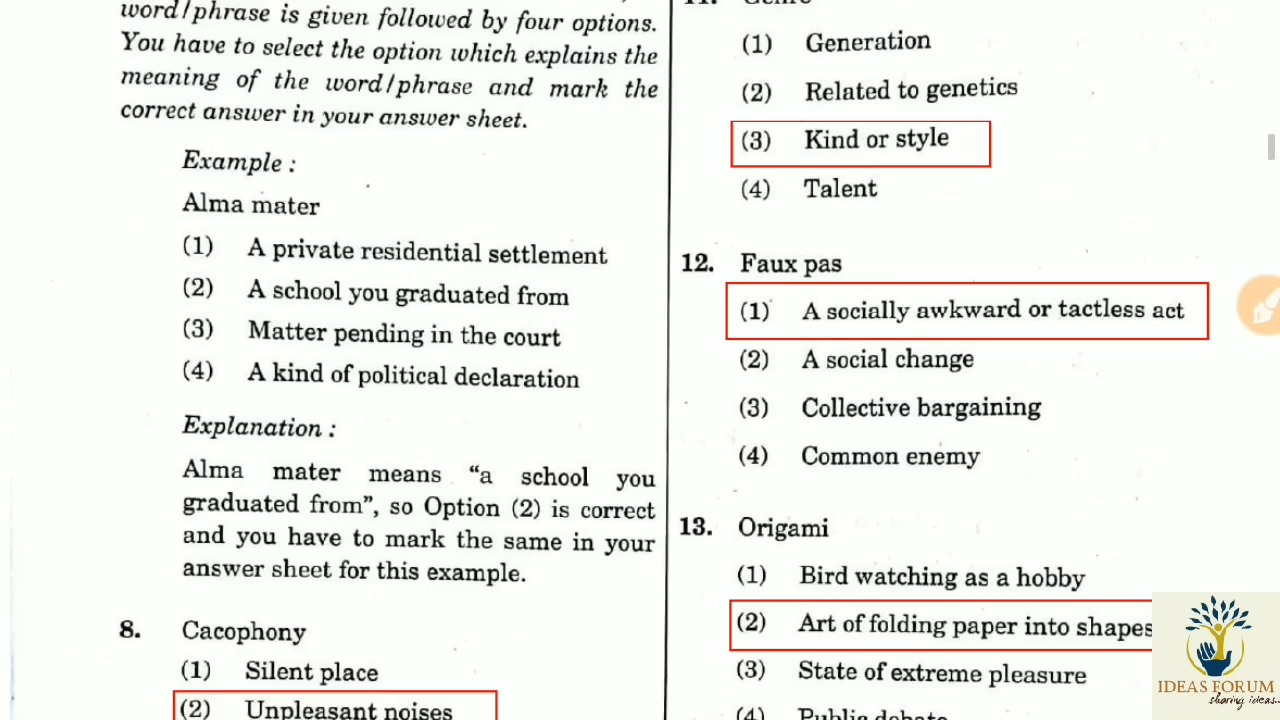 word/phrase is given followed by four options.
You have to select the option which explains the
meaning of the word/phrase and mark the
correct answer in your answer sheet.
Example :
Alma mater
(1) A private residential settlement
(2) A school you graduated from
(3) Matter pending in the court
(4) A kind of political declaration
Explanation :
Alma mater means “a school you
graduated from”, so Option (2) is correct
and you have to mark the same in your
answer sheet for this example.
8. Cacophony
(1) Silent place
(2) Unpleasant noises
11. Genre
(1) Generation
(2) Related to genetics
(3) Kind or style
(4) Talent
12. Faux pas
(1) A socially awkward or tactless act
(2) A social change
(3) Collective bargaining
(4) Common enemy
13. Origami
(1) Bird watching as a hobby
(2) Art of folding paper into shapes
(3) State of extreme pleasure
(4) Public debate
IDEAS FORUM
sharing ideas..